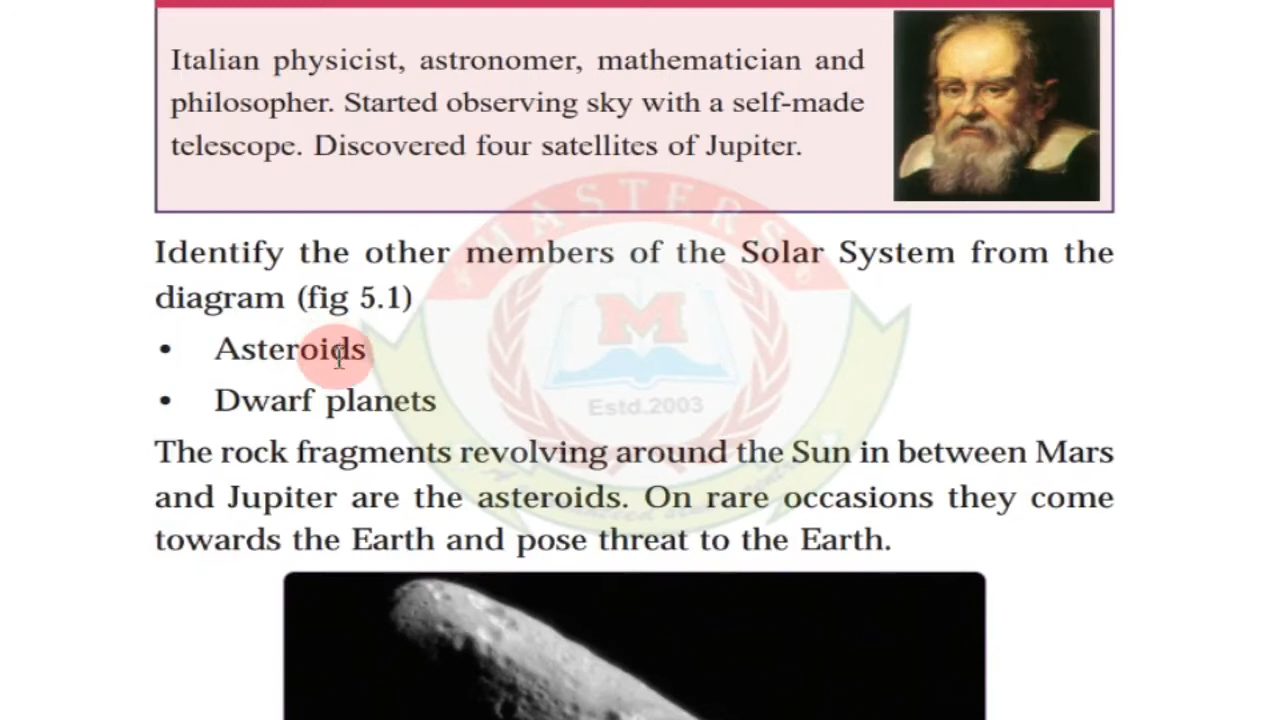 Italian physicist, astronomer, mathematician and
philosopher. Started observing sky with a self-made
telescope. Discovered four satellites of Jupiter.
MASTERS
Identify the other members of the Solar System from the
diagram (fig 5.1)
M
• Asteroids
• Dwarf planets
Estd.2003
The rock fragments revolving around the Sun in between Mars
and Jupiter are the asteroids. On rare occasions they come
towards the Earth and pose threat to the Earth.